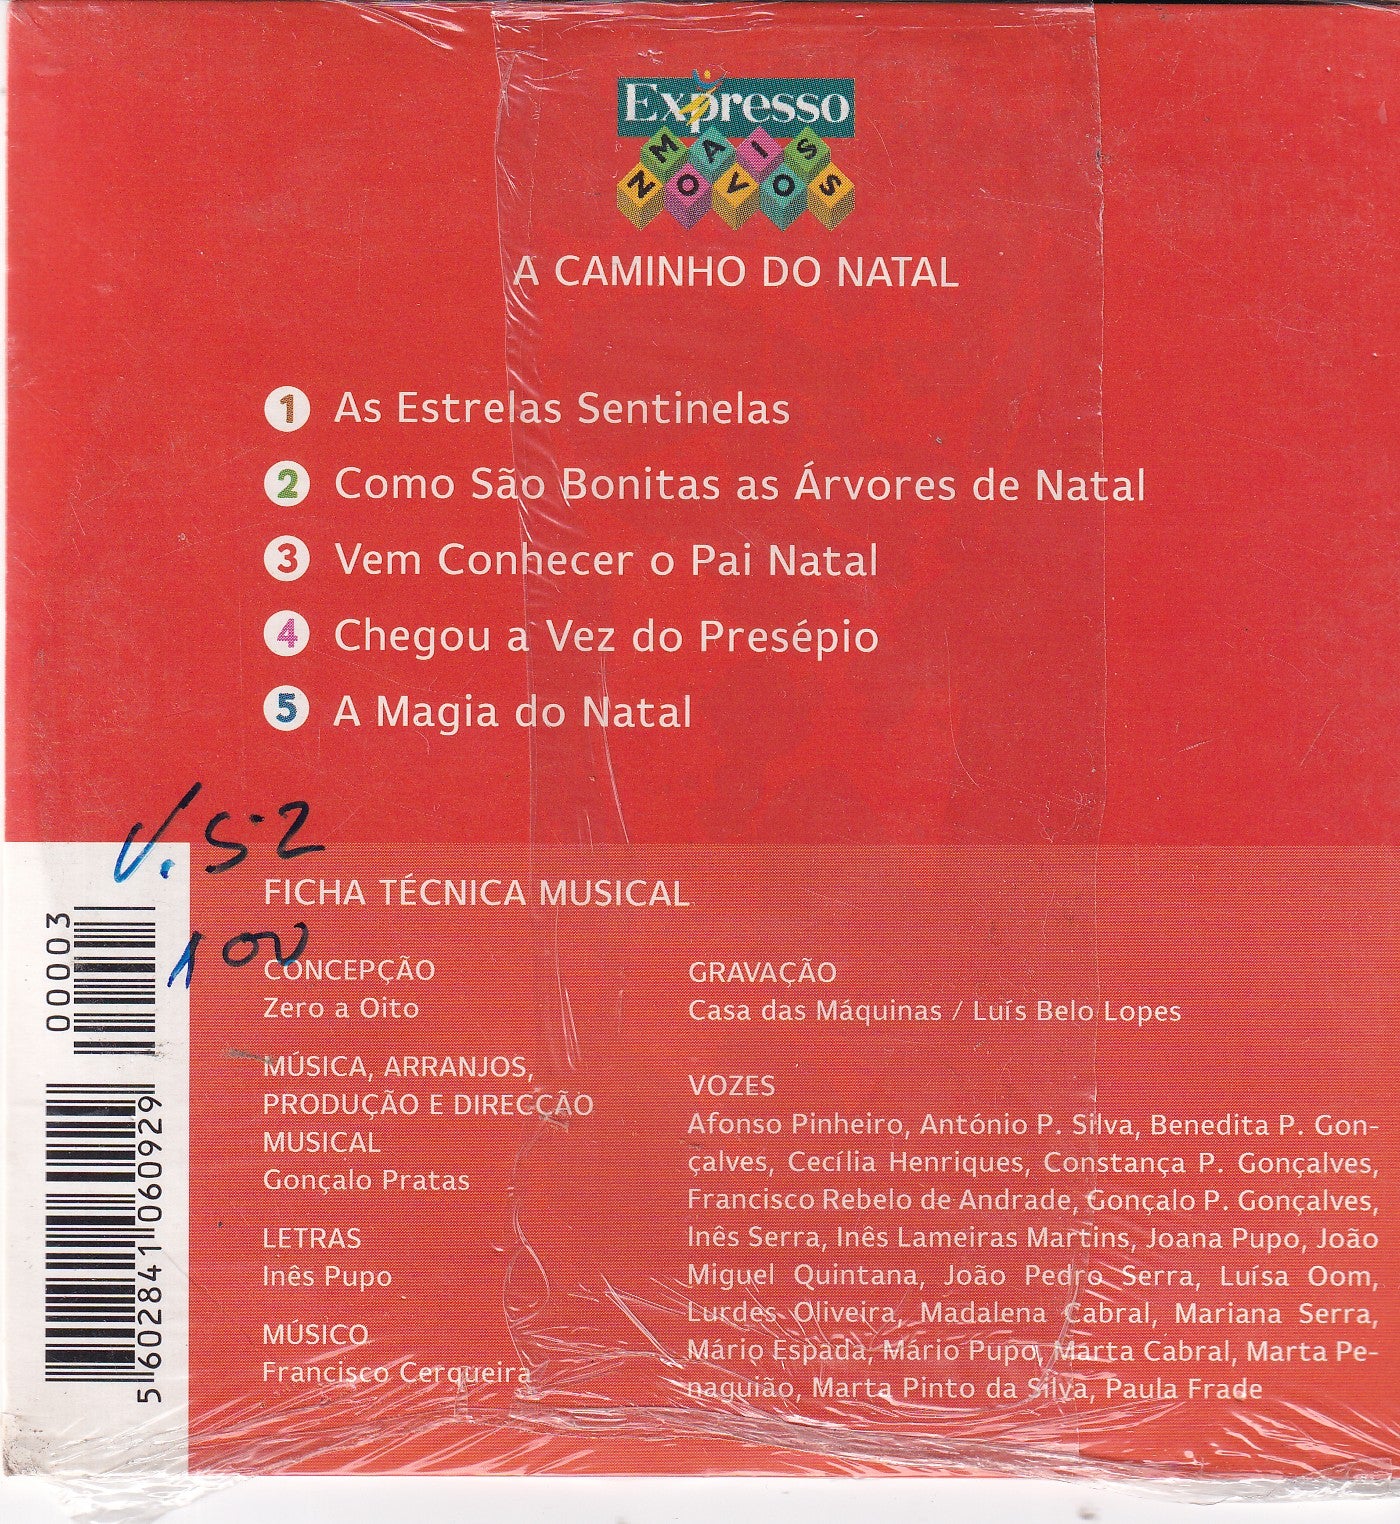 Expresso
MAIS
NOVOS
A CAMINHO DO NATAL
1 As Estrelas Sentinelas
2 Como São Bonitas as Árvores de Natal
3 Vem Conhecer o Pai Natal
4 Chegou a Vez do Presépio
5 A Magia do Natal
V. 52
100
FICHA TÉCNICA MUSICAL
CONCEPÇÃO
Zero a Oito
MÚSICA, ARRANJOS,
PRODUÇÃO E DIRECÇÃO
MUSICAL
Gonçalo Pratas
LETRAS
Inês Pupo
MÚSICO
Francisco Cerqueira
GRAVAÇÃO
Casa das Máquinas / Luís Belo Lopes
VOZES
Afonso Pinheiro, António P. Silva, Benedita P. Gon-
çalves, Cecília Henriques, Constança P. Gonçalves,
Francisco Rebelo de Andrade, Gonçalo P. Gonçalves,
Inês Serra, Inês Lameiras Martins, Joana Pupo, João
Miguel Quintana, João Pedro Serra, Luísa Oom,
Lurdes Oliveira, Madalena Cabral, Mariana Serra,
Mário Espada, Mário Pupo, Marta Cabral, Marta Pe-
naguião, Marta Pinto da Silva, Paula Frade
00003
5 602841 060929